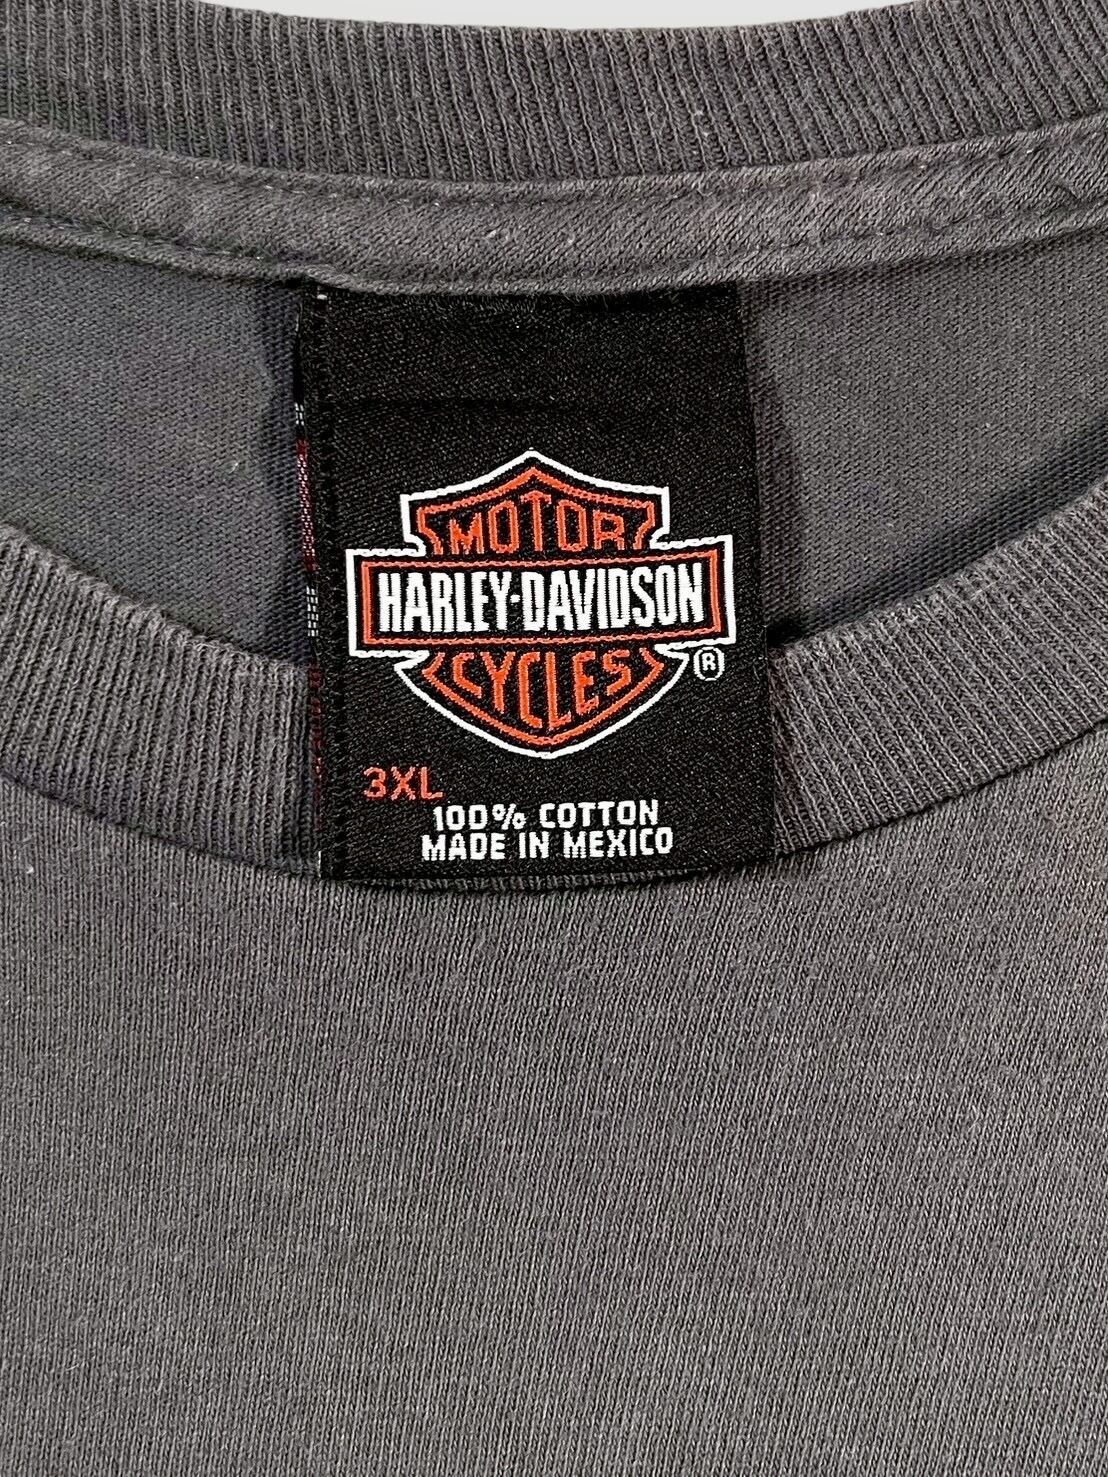 MOTOR
HARLEY-DAVIDSON
CYCLES
®
3XL
100% COTTON
MADE IN MEXICO